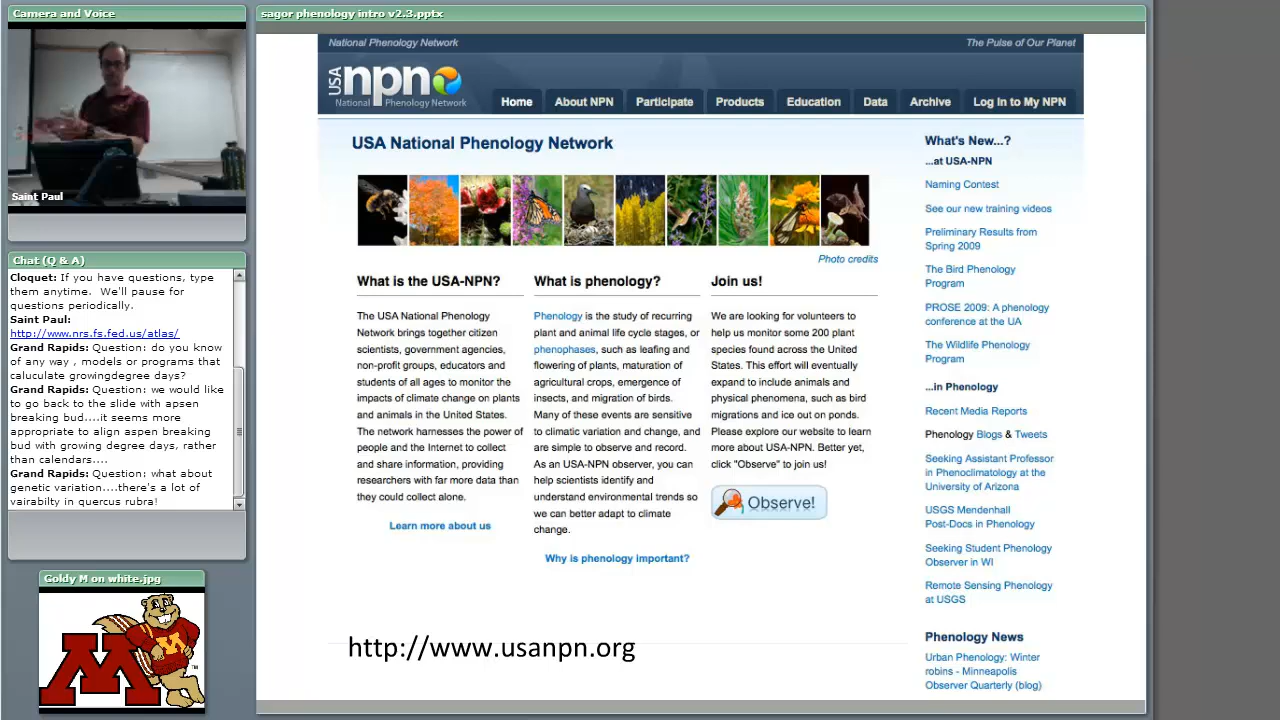 Camera and Voice
Saint Paul
Chat (Q & A)
Cloquet: If you have questions, type
them anytime. We'll pause for
questions periodically.
Saint Paul:
http://www.nrs.fs.fed.us/atlas/
Grand Rapids: Question: do you know
of any way , models or programs that
caluculate growingdegree days?
Grand Rapids: Question: we would like
to go back to the slide with apsen
breaking bud....it seems more
appropriate to align aspen breaking
bud with growing degree days, rather
than calendars....
Grand Rapids: Question: what about
genetic variation...there's a lot of
vairabilty in quercus rubra!
Goldy M on white.jpg
M
M
TM
sagor phenology intro v2.3.pptx
National Phenology Network
The Pulse of Our Planet
USA npn
National Phenology Network
Home About NPN Participate Products Education Data Archive Log In to My NPN
USA National Phenology Network
Photo credits
What is the USA-NPN?
The USA National Phenology
Network brings together citizen
scientists, government agencies,
non-profit groups, educators and
students of all ages to monitor the
impacts of climate change on plants
and animals in the United States.
The network harnesses the power of
people and the Internet to collect
and share information, providing
researchers with far more data than
they could collect alone.
Learn more about us
What is phenology?
Phenology is the study of recurring
plant and animal life cycle stages, or
phenophases, such as leafing and
flowering of plants, maturation of
agricultural crops, emergence of
insects, and migration of birds.
Many of these events are sensitive
to climatic variation and change, and
are simple to observe and record.
As an USA-NPN observer, you can
help scientists identify and
understand environmental trends so
we can better adapt to climate
change.
Why is phenology important?
Join us!
We are looking for volunteers to
help us monitor some 200 plant
species found across the United
States. This effort will eventually
expand to include animals and
physical phenomena, such as bird
migrations and ice out on ponds.
Please explore our website to learn
more about USA-NPN. Better yet,
click "Observe" to join us!
Observe!
What's New...?
...at USA-NPN
Naming Contest
See our new training videos
Preliminary Results from
Spring 2009
The Bird Phenology
Program
PROSE 2009: A phenology
conference at the UA
The Wildlife Phenology
Program
...in Phenology
Recent Media Reports
Phenology Blogs & Tweets
Seeking Assistant Professor
in Phenoclimatology at the
University of Arizona
USGS Mendenhall
Post-Docs in Phenology
Seeking Student Phenology
Observer in WI
Remote Sensing Phenology
at USGS
Phenology News
Urban Phenology: Winter
robins - Minneapolis
Observer Quarterly (blog)
http://www.usanpn.org